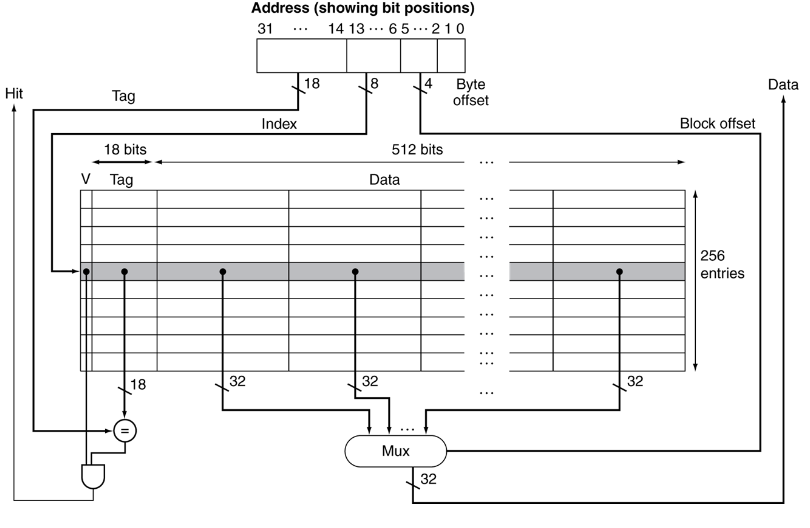 Address (showing bit positions)
31 ... 14 13 ... 6 5 ... 2 1 0
18 8 4 Byte offset
Hit
Data
Tag
Index
Block offset
18 bits
512 bits
...
V Tag Data
...
...
...
...
...
...
...
...
...
...
256
entries
18 32 32 ... 32
=
...
Mux
32